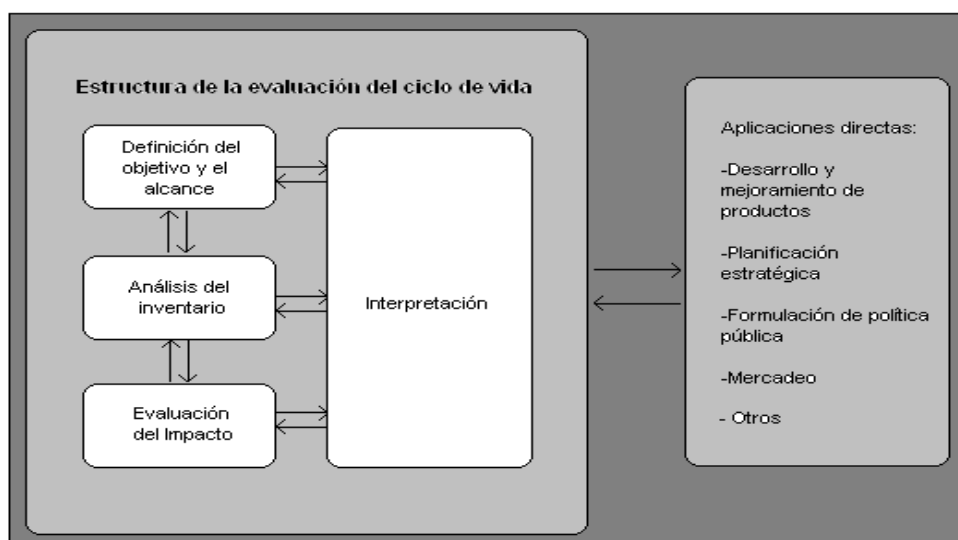 Estructura de la evaluación del ciclo de vida
Definición del
objetivo y el
alcance
Análisis del
inventario
Evaluación
del Impacto
Interpretación
Aplicaciones directas:
-Desarrollo y
mejoramiento de
productos
-Planificación
estratégica
-Formulación de política
pública
-Mercadeo
- Otros